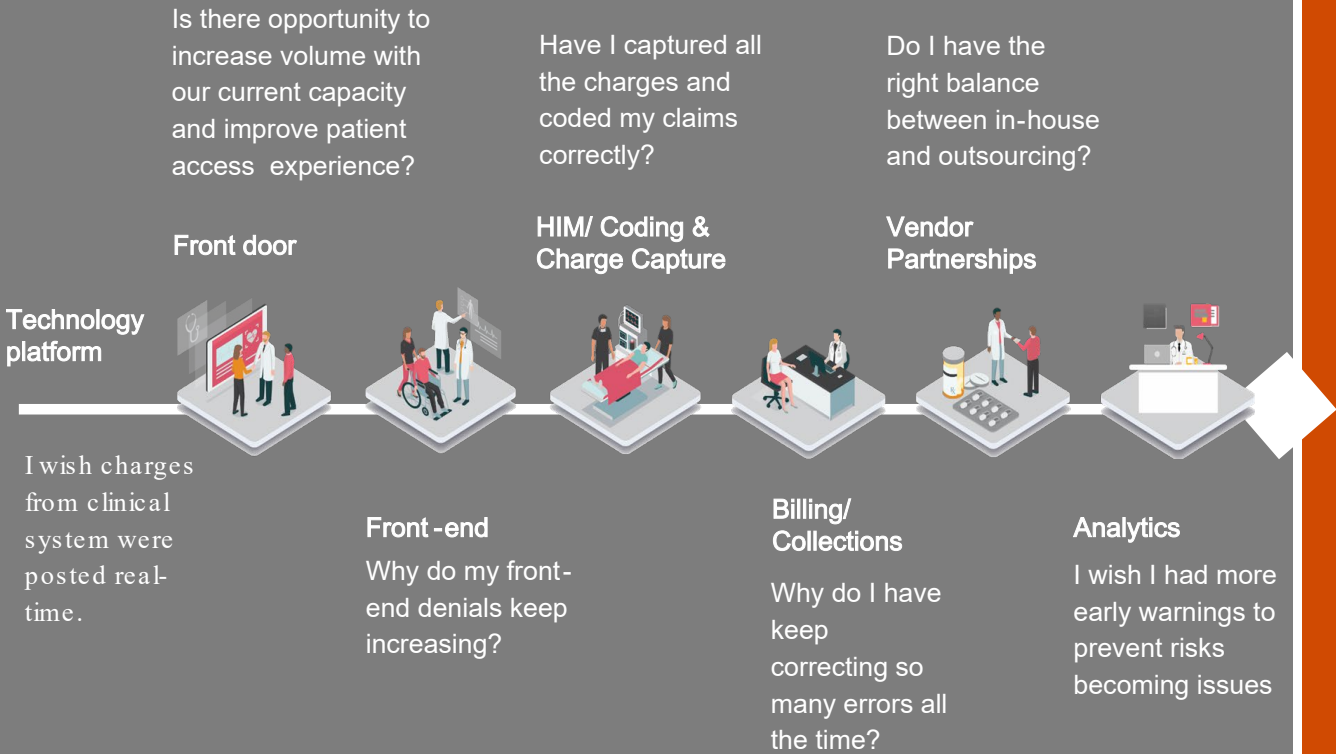 Is there opportunity to
increase volume with
our current capacity
and improve patient
access experience?
Front door
Have I captured all
the charges and
coded my claims
correctly?
HIM/ Coding &
Charge Capture
Do I have the
right balance
between in-house
and outsourcing?
Vendor
Partnerships
Technology
platform
I wish charges
from clinical
system were
posted real-
time.
Front-end
Why do my front-
end denials keep
increasing?
Billing/
Collections
Why do I have
keep
correcting so
many errors all
the time?
Analytics
I wish I had more
early warnings to
prevent risks
becoming issues